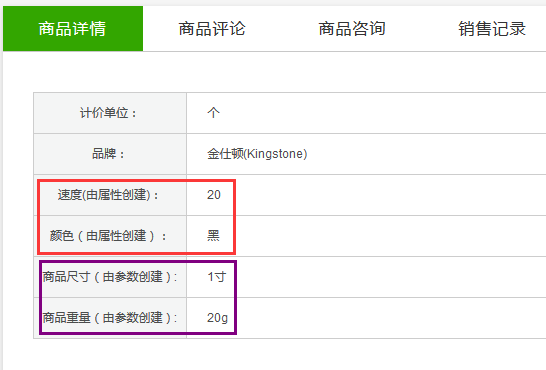 商品详情 商品评论 商品咨询 销售记录
计价单位： 个
品牌： 金仕顿(Kingstone)
速度(由属性创建)： 20
颜色（由属性创建）： 黑
商品尺寸（由参数创建）: 1寸
商品重量（由参数创建）: 20g